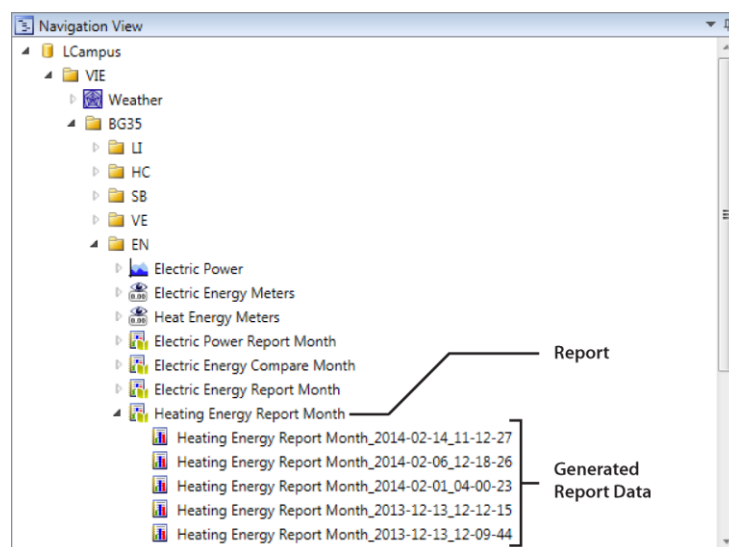 Navigation View
LCampus
VIE
Weather
BG35
LI
HC
SB
VE
EN
Electric Power
0.00 Electric Energy Meters
0.00 Heat Energy Meters
Electric Power Report Month
Report
Electric Energy Compare Month
Electric Energy Report Month
Heating Energy Report Month
Heating Energy Report Month_2014-02-14_11-12-27
Heating Energy Report Month_2014-02-06_12-18-26
Heating Energy Report Month_2014-02-01_04-00-23
Heating Energy Report Month_2013-12-13_12-12-15
Heating Energy Report Month_2013-12-13_12-09-44
Generated
Report Data